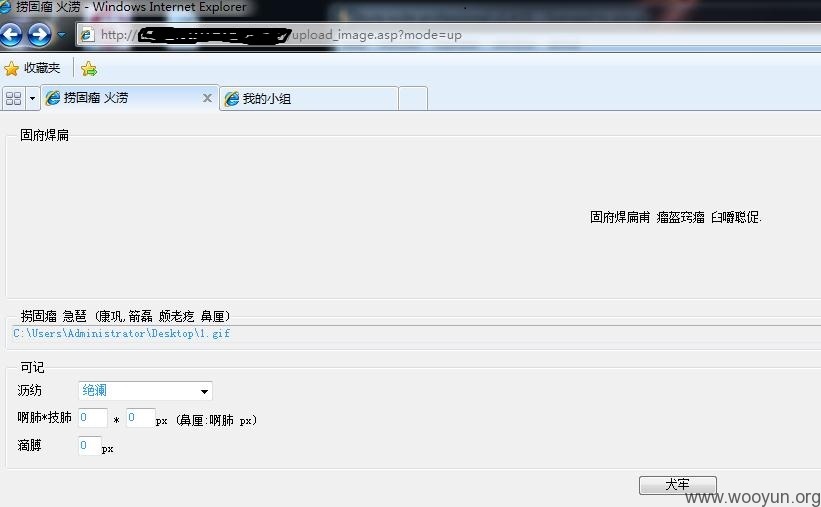 捞固瘤 火涝 - Windows Internet Explorer
http:// upload_image.asp?mode=up
收藏夹
捞固瘤 火涝
我的小组
固府焊扁
固府焊扁甫 瘤盔窍瘤 臼嚼聪促.
捞固瘤 急琶 (康巩,箭磊 颇老疙 鼻厘)
C:\Users\Administrator\Desktop\1.gif
可记
沥纺 绝澜
啊肺*技肺 0 * 0 px (鼻厘:啊肺 px)
滴膊 0 px
犬牢
www.wooyun.org